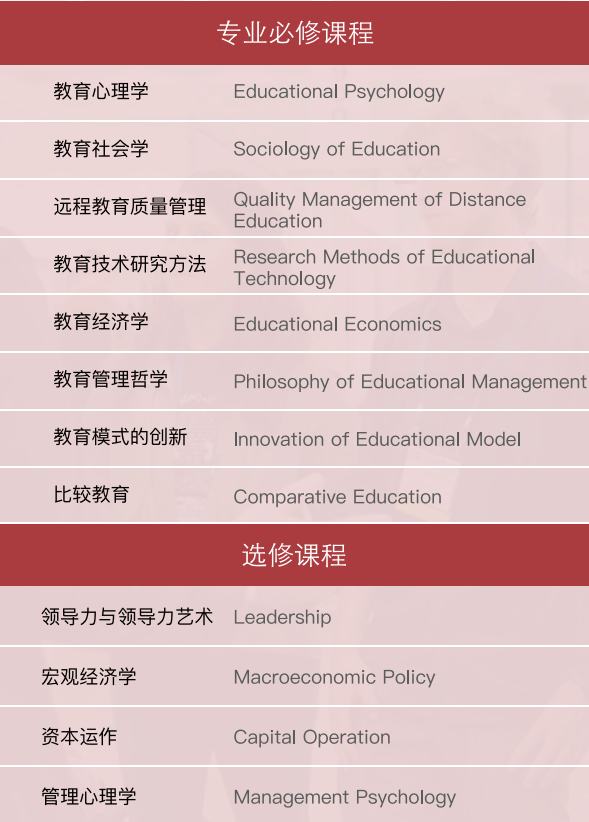 专业必修课程
教育心理学 Educational Psychology
教育社会学 Sociology of Education
远程教育质量管理 Quality Management of Distance
Education
教育技术研究方法 Research Methods of Educational
Technology
教育经济学 Educational Economics
教育管理哲学 Philosophy of Educational Management
教育模式的创新 Innovation of Educational Model
比较教育 Comparative Education
选修课程
领导力与领导力艺术 Leadership
宏观经济学 Macroeconomic Policy
资本运作 Capital Operation
管理心理学 Management Psychology